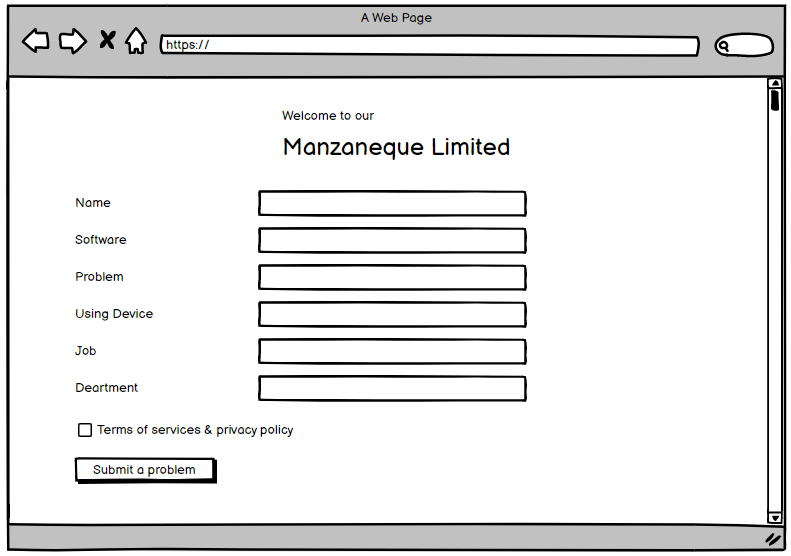 A Web Page
https://
Welcome to our
Manzaneque Limited
Name
Software
Problem
Using Device
Job
Deartment
Terms of services & privacy policy
Submit a problem